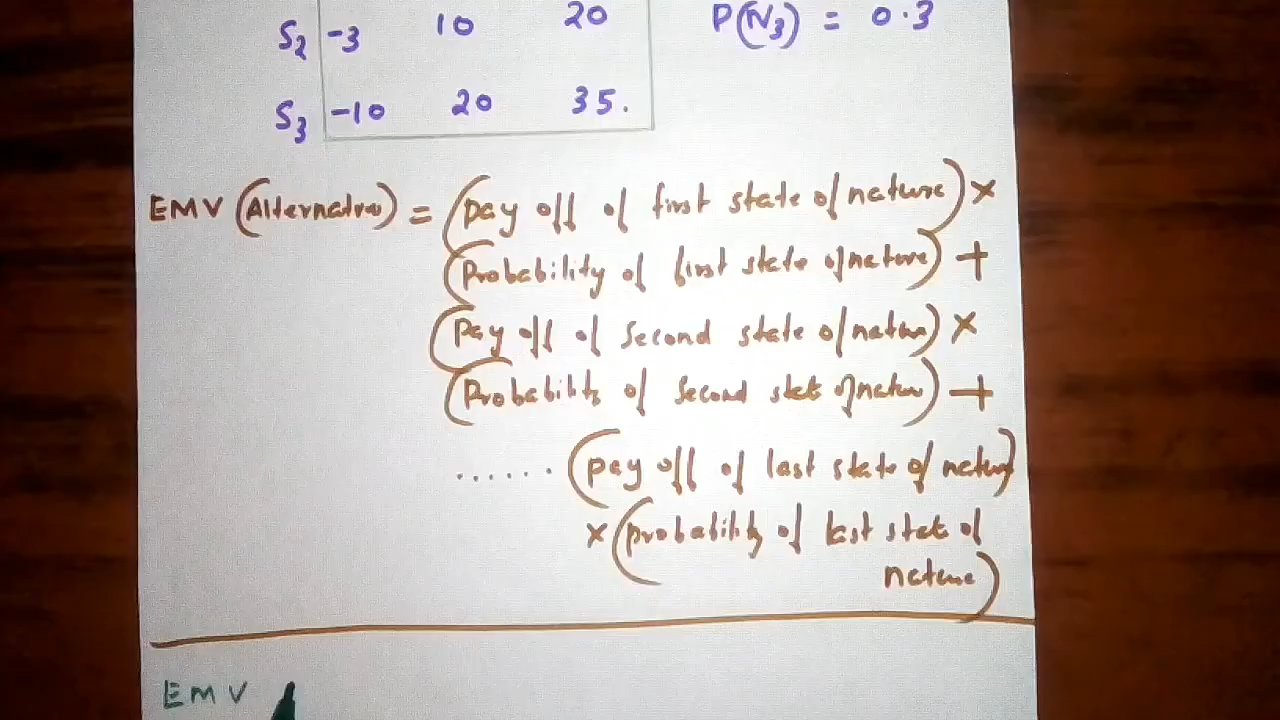 S2 -3 10 20 P(N3) = 0.3
S3 -10 20 35.
EMV (Alternative) = (Pay off of first state of nature) ×
(Probability of first state of nature) +
(Pay off of second state of nature) ×
(Probability of second state of nature) +
...... (pay off of last state of nature)
× (probability of last state of
nature)
EMV